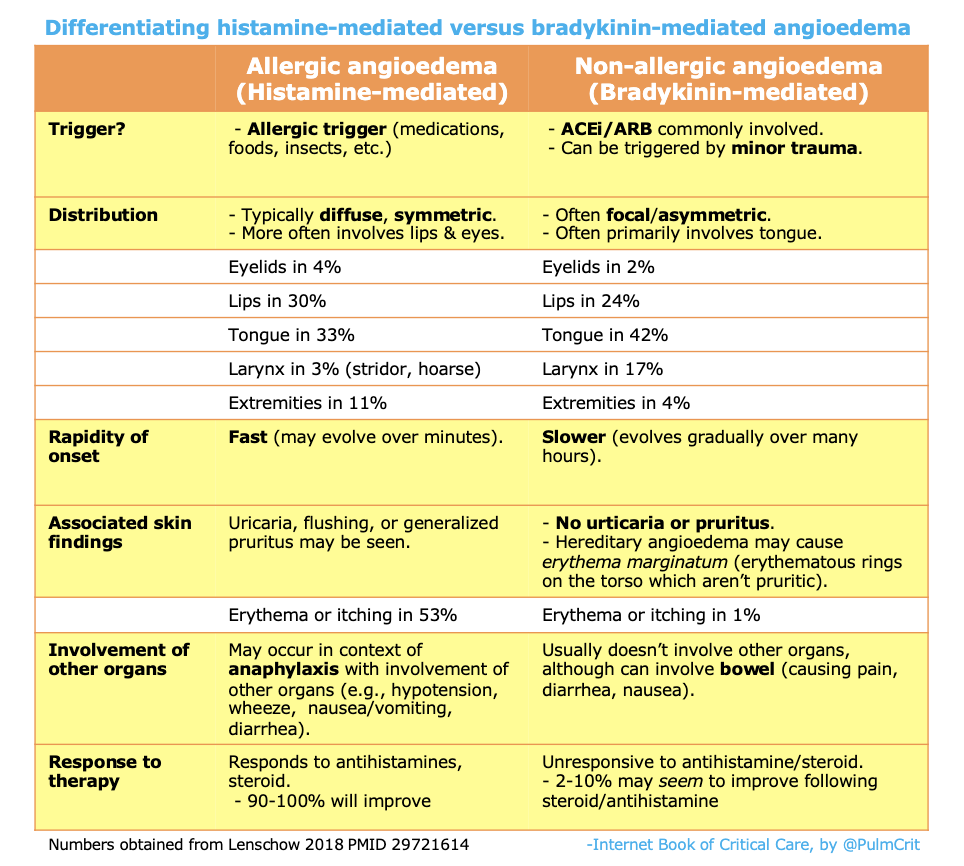 Differentiating histamine-mediated versus bradykinin-mediated angioedema
Allergic angioedema
(Histamine-mediated)
Non-allergic angioedema
(Bradykinin-mediated)
Trigger?
- Allergic trigger (medications,
foods, insects, etc.)
- ACEi/ARB commonly involved.
- Can be triggered by minor trauma.
Distribution
- Typically diffuse, symmetric.
- More often involves lips & eyes.
- Often focal/asymmetric.
- Often primarily involves tongue.
Eyelids in 4%
Eyelids in 2%
Lips in 30%
Lips in 24%
Tongue in 33%
Tongue in 42%
Larynx in 3% (stridor, hoarse)
Larynx in 17%
Extremities in 11%
Extremities in 4%
Rapidity of
onset
Fast (may evolve over minutes).
Slower (evolves gradually over many
hours).
Associated skin
findings
Uricaria, flushing, or generalized
pruritus may be seen.
- No urticaria or pruritus.
- Hereditary angioedema may cause
erythema marginatum (erythematous rings
on the torso which aren't pruritic).
Erythema or itching in 53%
Erythema or itching in 1%
Involvement of
other organs
May occur in context of
anaphylaxis with involvement of
other organs (e.g., hypotension,
wheeze, nausea/vomiting,
diarrhea).
Usually doesn't involve other organs,
although can involve bowel (causing pain,
diarrhea, nausea).
Response to
therapy
Responds to antihistamines,
steroid.
- 90-100% will improve
Unresponsive to antihistamine/steroid.
- 2-10% may seem to improve following
steroid/antihistamine
Numbers obtained from Lenschow 2018 PMID 29721614
-Internet Book of Critical Care, by @PulmCrit